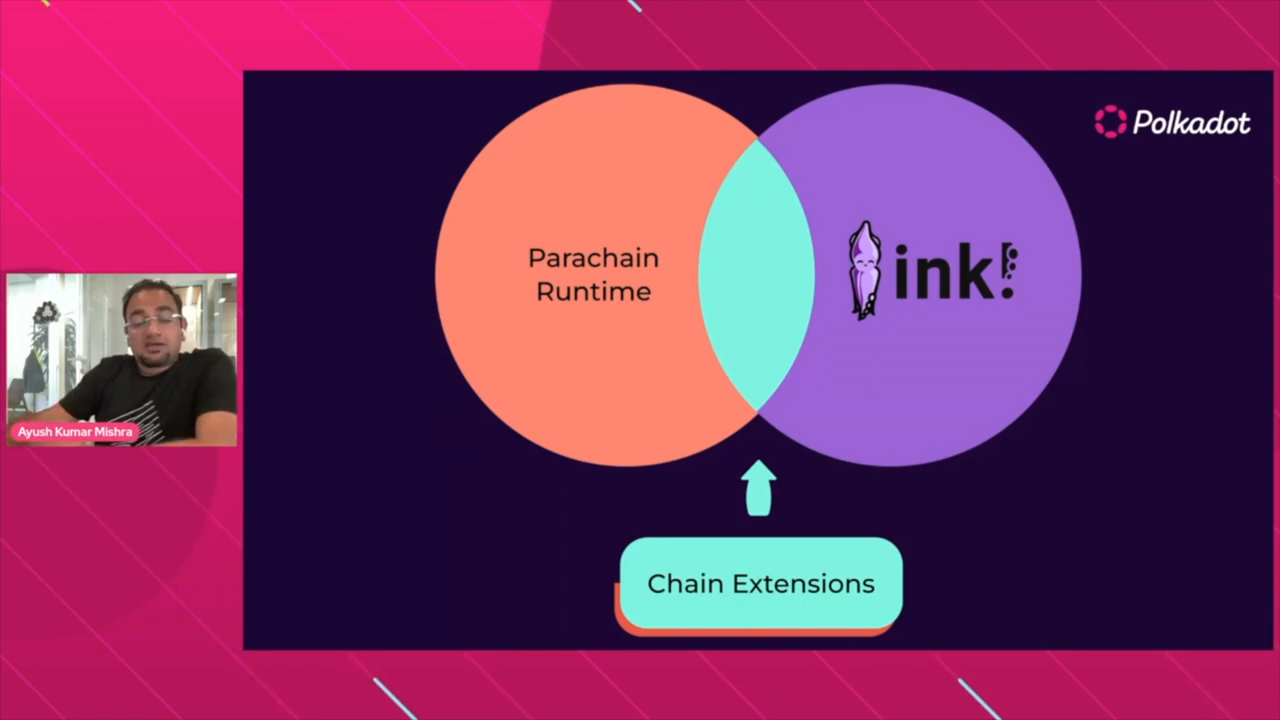 Polkadot
Parachain
Runtime
ink!
Chain Extensions
Ayush Kumar Mishra